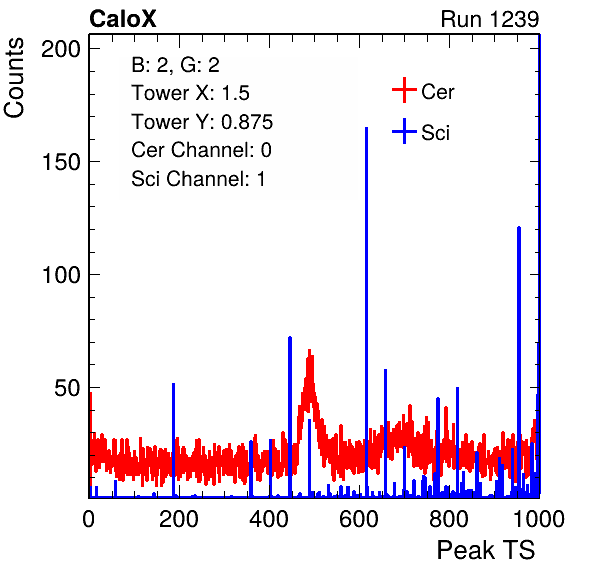 CaloX Run 1239
Counts
B: 2, G: 2
Tower X: 1.5
Tower Y: 0.875
Cer Channel: 0
Sci Channel: 1
Cer
Sci
200
150
100
50
0 200 400 600 800 1000
Peak TS